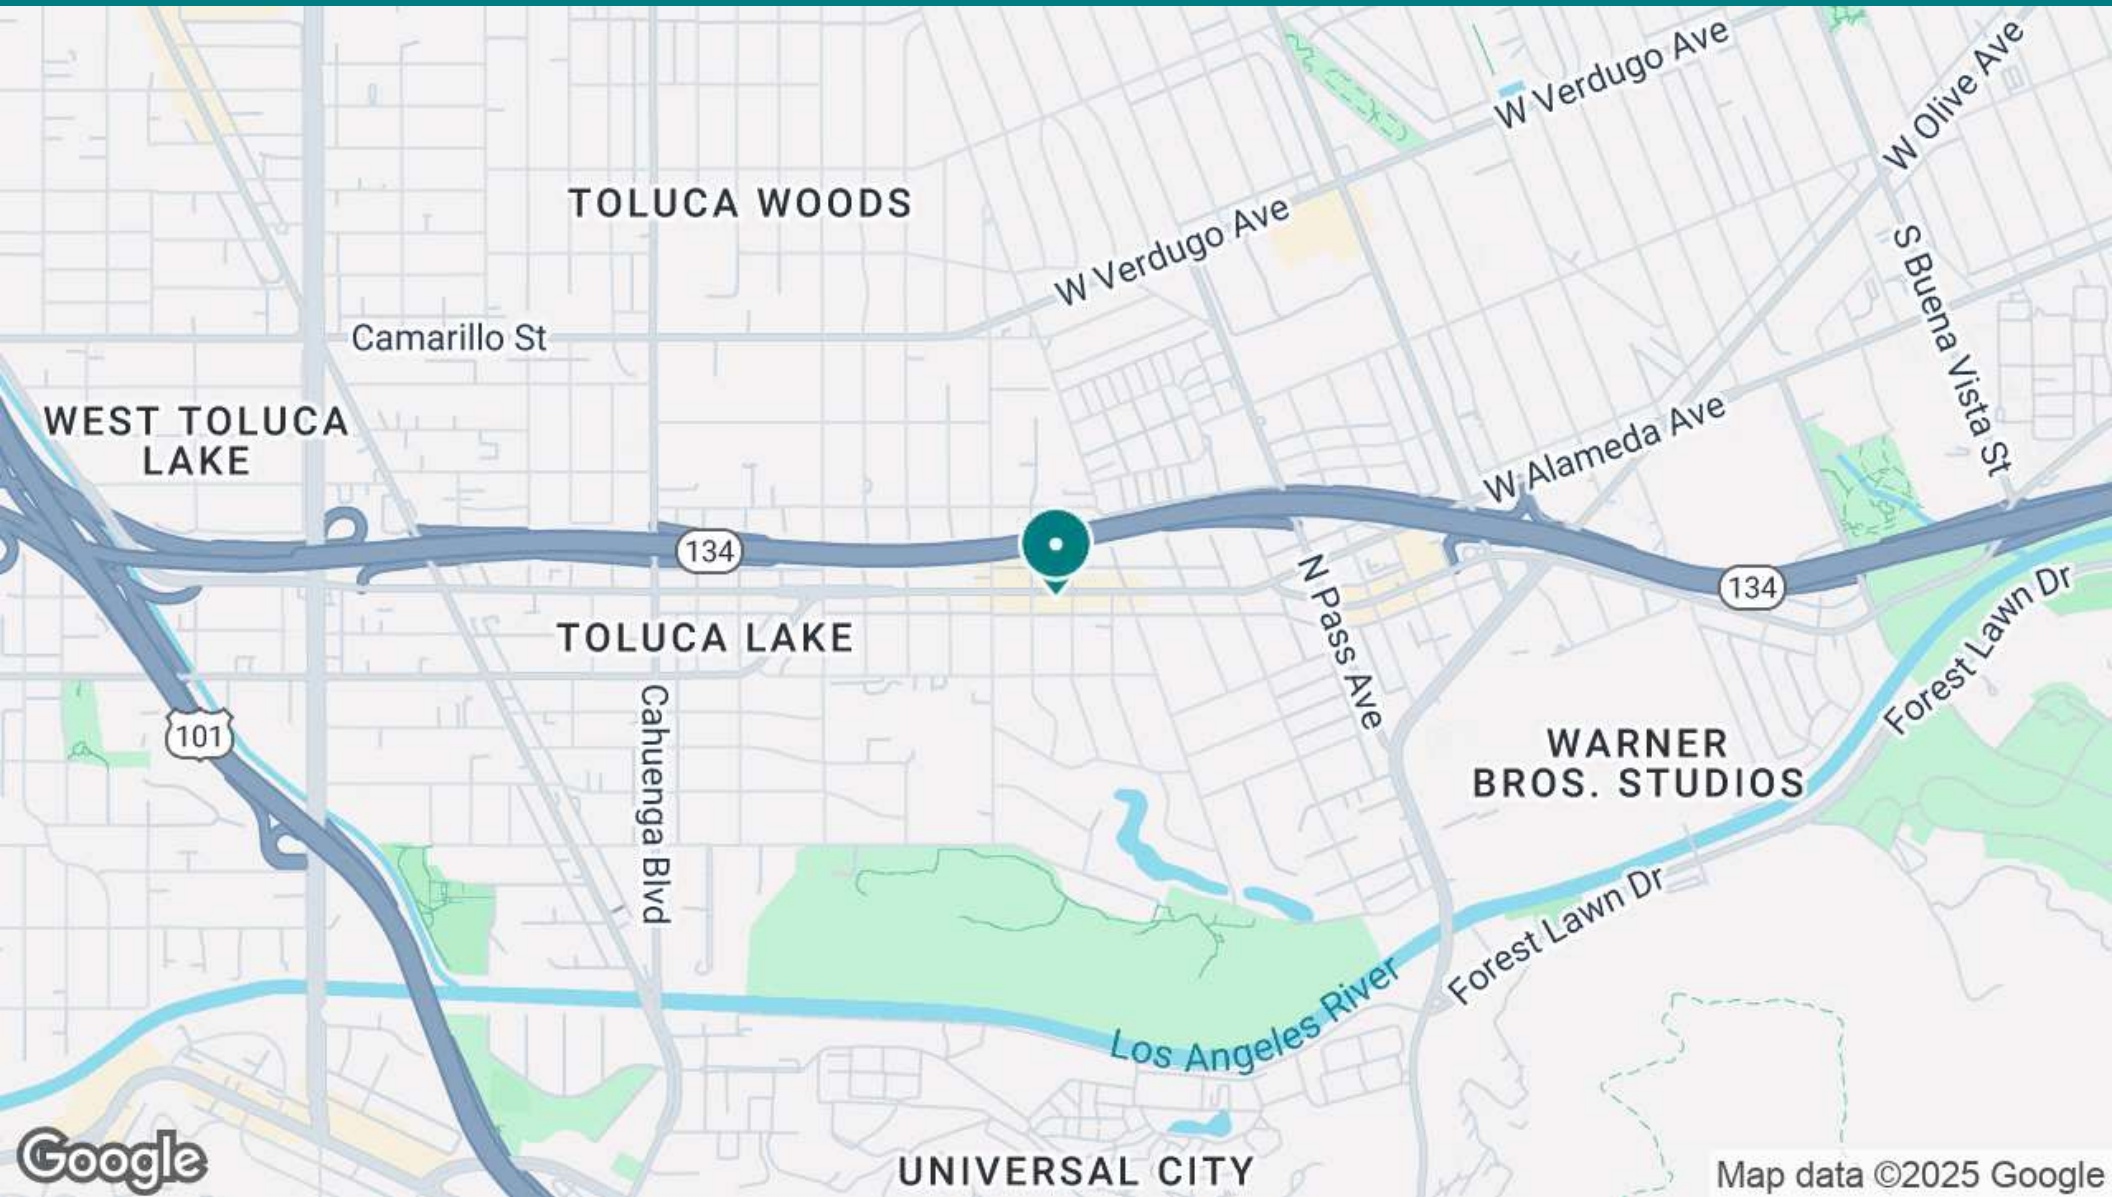 W Verdugo Ave
W Olive Ave
TOLUCA WOODS
W Verdugo Ave
S Buena Vista St
Camarillo St
WEST TOLUCA
LAKE
W Alameda Ave
134
134
N Pass Ave
Forest Lawn Dr
TOLUCA LAKE
Cahuenga Blvd
101
WARNER
BROS. STUDIOS
Forest Lawn Dr
Los Angeles River
UNIVERSAL CITY
Google
Map data ©2025 Google